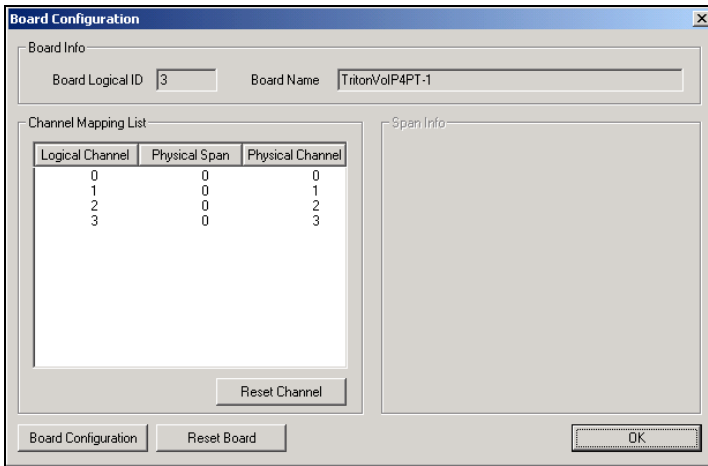 Board Configuration
Board Info
Board Logical ID 3 Board Name TritonVoIP4PT-1
Channel Mapping List
Span Info
Logical Channel Physical Span Physical Channel
0 0 0
1 0 1
2 0 2
3 0 3
Reset Channel
Board Configuration Reset Board OK